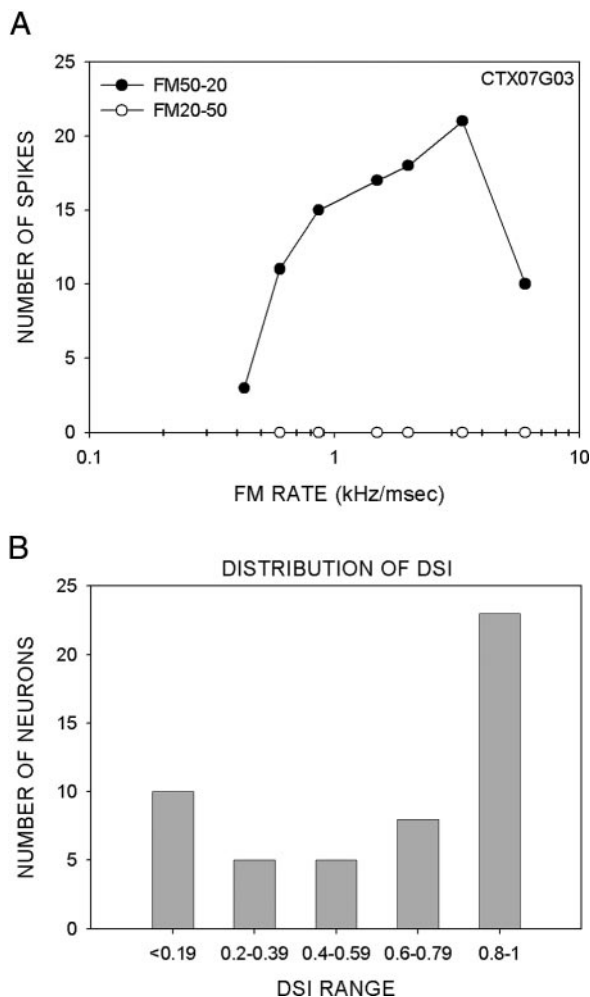 A
CTX07G03
FM50-20
FM20-50
25
20
15
10
5
0
NUMBER OF SPIKES
0.1 1 10
FM RATE (kHz/msec)
B
DISTRIBUTION OF DSI
25
20
15
10
5
0
NUMBER OF NEURONS
<0.19 0.2-0.39 0.4-0.59 0.6-0.79 0.8-1
DSI RANGE